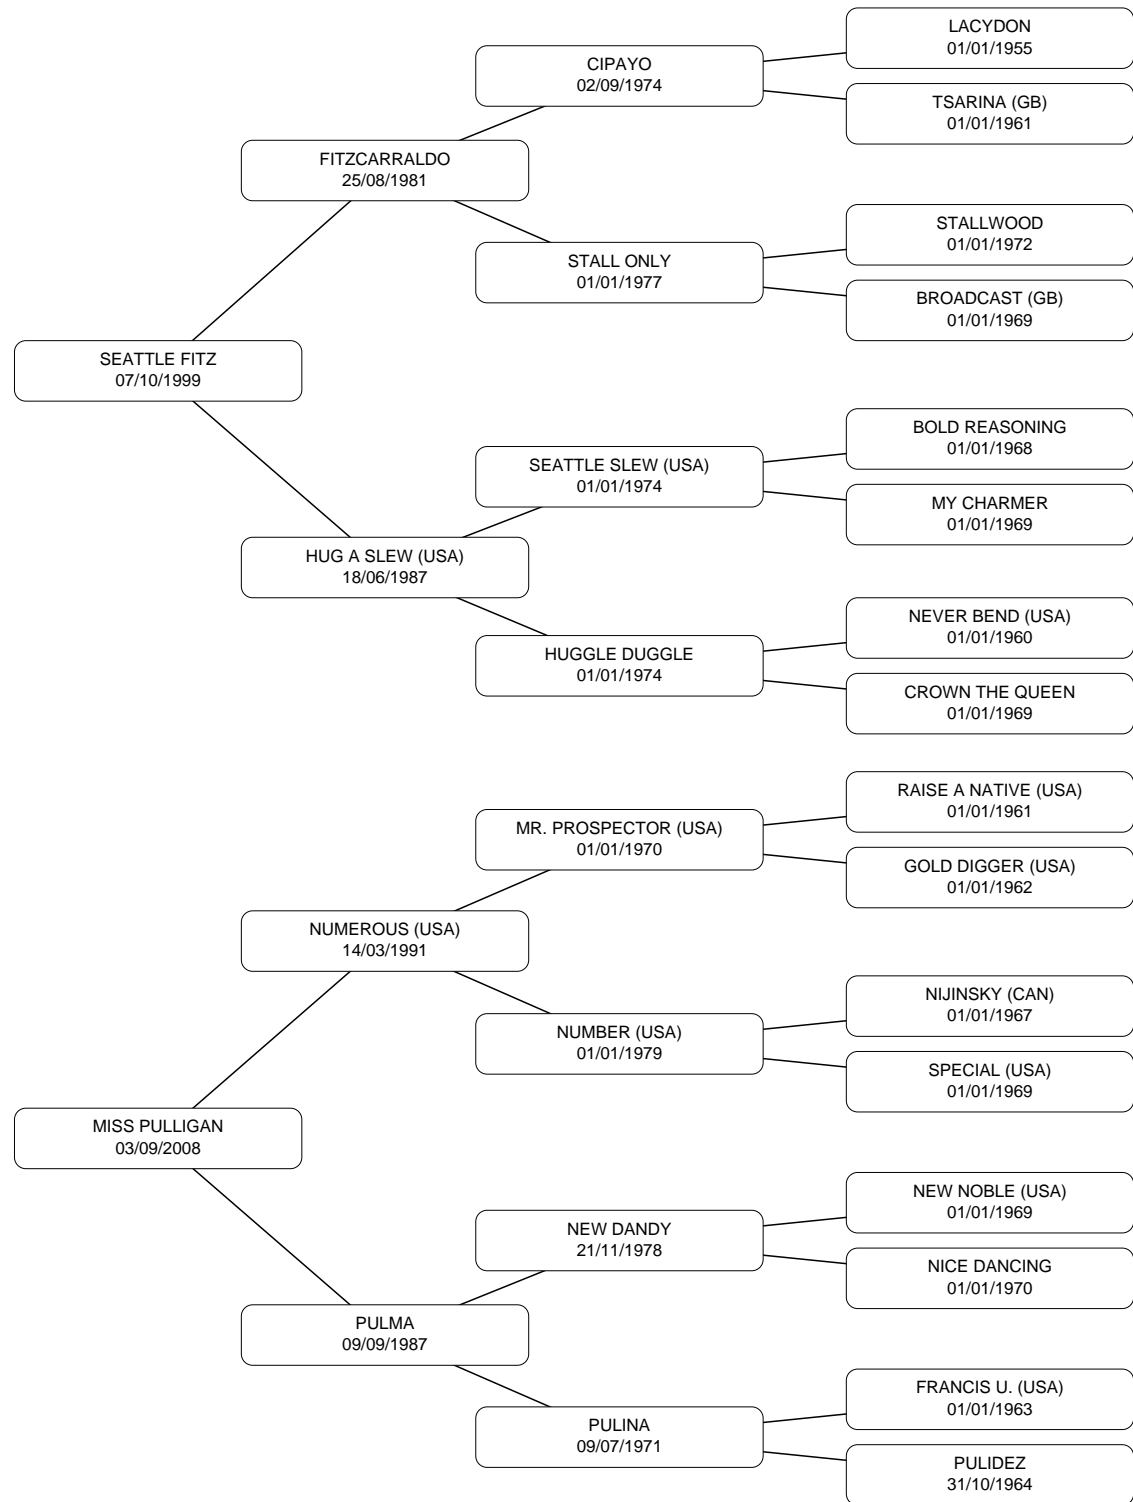 LACYDON
01/01/1955
CIPAYO
02/09/1974
TSARINA (GB)
01/01/1961
FITZCARRALDO
25/08/1981
STALLWOOD
01/01/1972
STALL ONLY
01/01/1977
BROADCAST (GB)
01/01/1969
SEATTLE FITZ
07/10/1999
BOLD REASONING
01/01/1968
SEATTLE SLEW (USA)
01/01/1974
MY CHARMER
01/01/1969
HUG A SLEW (USA)
18/06/1987
NEVER BEND (USA)
01/01/1960
HUGGLE DUGGLE
01/01/1974
CROWN THE QUEEN
01/01/1969
RAISE A NATIVE (USA)
01/01/1961
MR. PROSPECTOR (USA)
01/01/1970
GOLD DIGGER (USA)
01/01/1962
NUMEROUS (USA)
14/03/1991
NIJINSKY (CAN)
01/01/1967
NUMBER (USA)
01/01/1979
SPECIAL (USA)
01/01/1969
MISS PULLIGAN
03/09/2008
NEW NOBLE (USA)
01/01/1969
NEW DANDY
21/11/1978
NICE DANCING
01/01/1970
PULMA
09/09/1987
FRANCIS U. (USA)
01/01/1963
PULINA
09/07/1971
PULIDEZ
31/10/1964